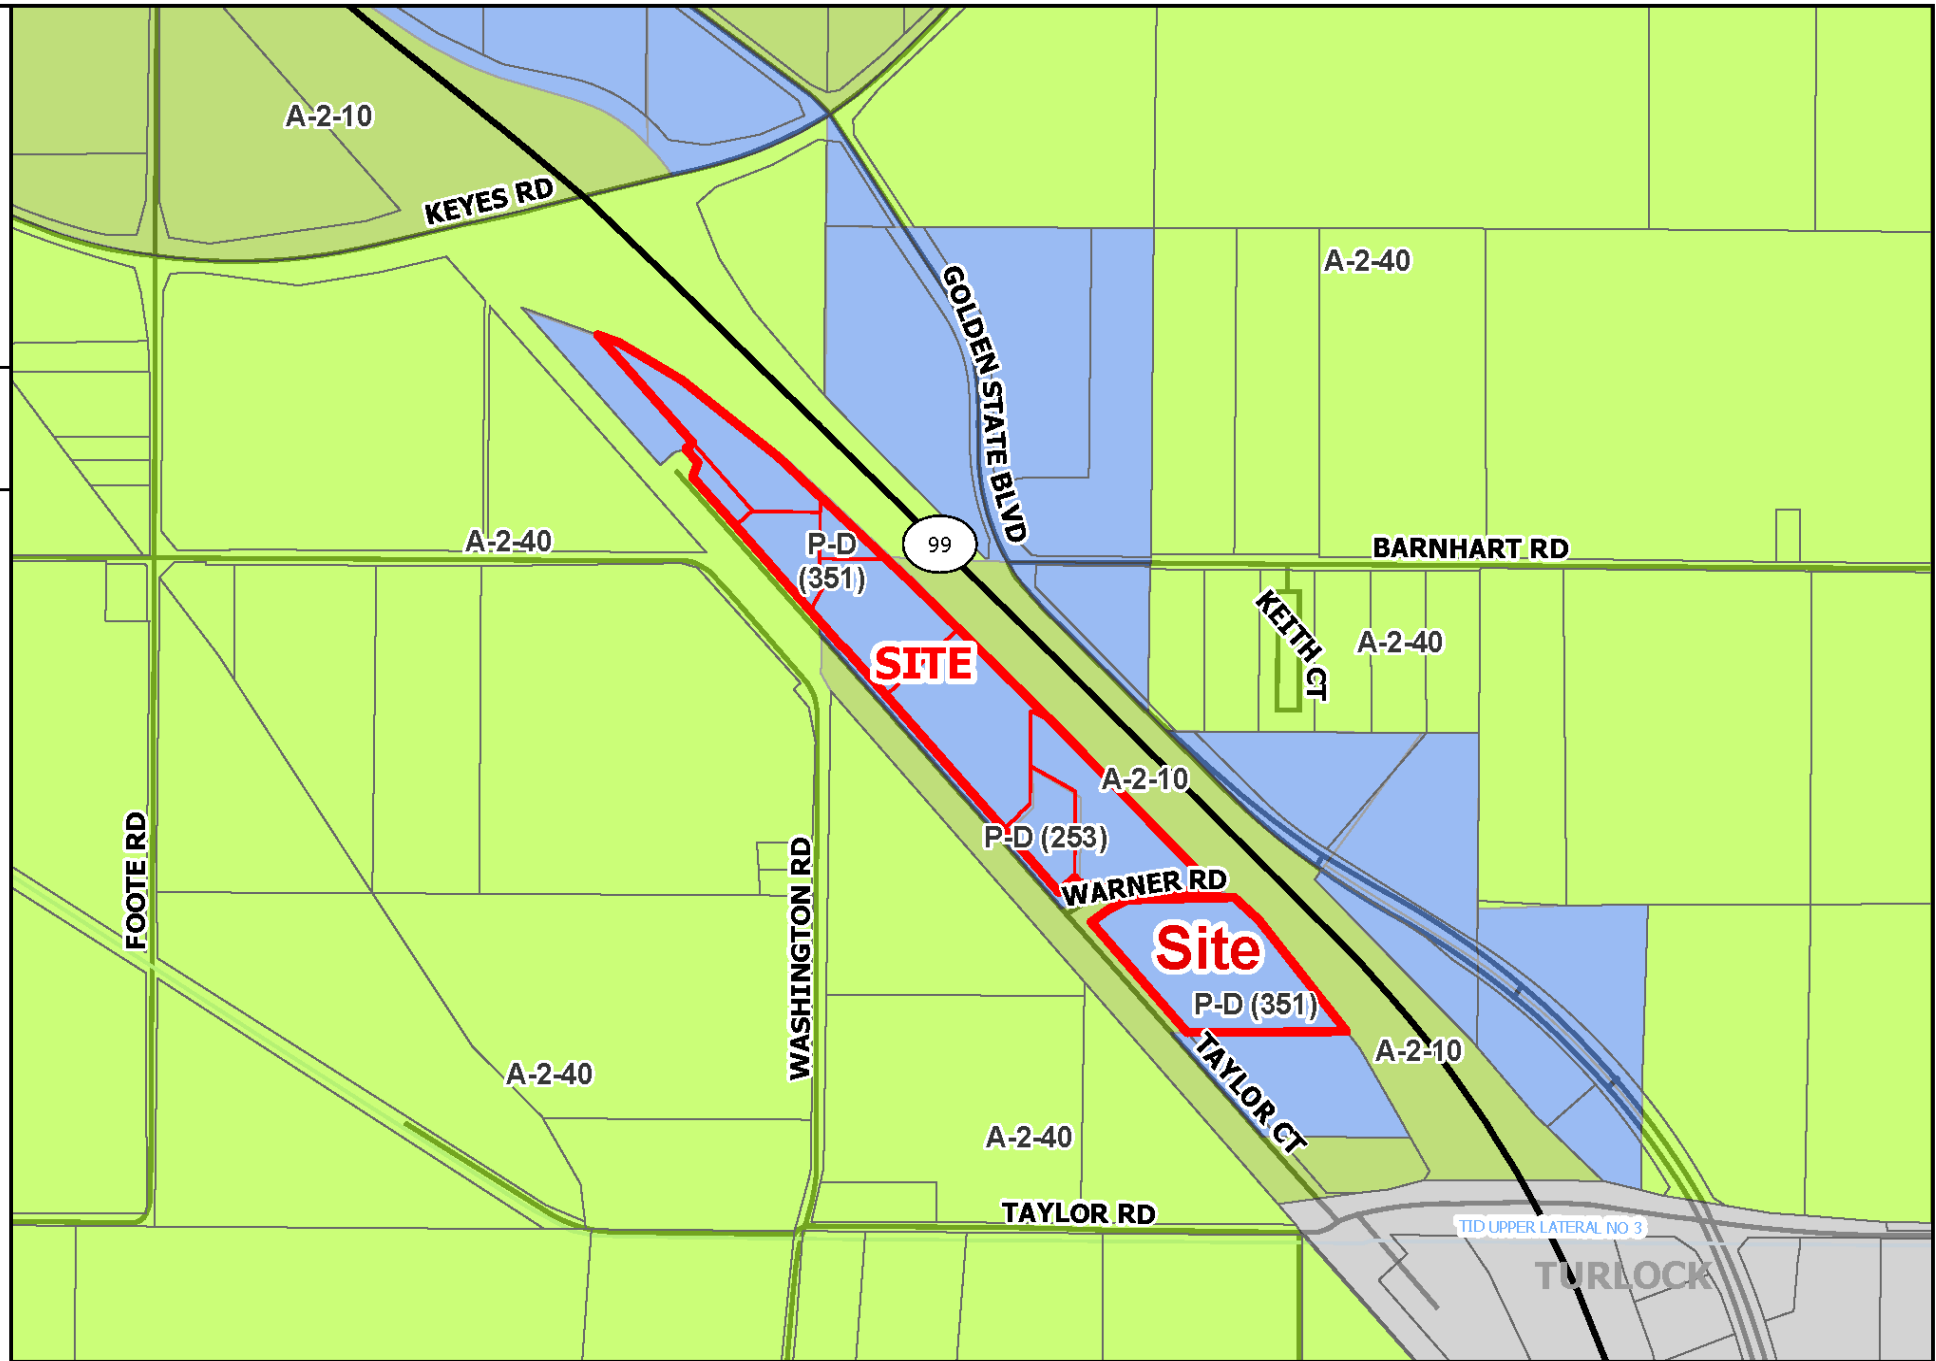 A-2-10
KEYES RD
A-2-40
GOLDEN STATE BLVD
A-2-40
P-D
(351)
99
BARNHART RD
KEITH CT
A-2-40
SITE
A-2-10
P-D (253)
FOOTE RD
WASHINGTON RD
WARNER RD
Site
P-D (351)
A-2-10
TAYLOR CT
A-2-40
A-2-40
TAYLOR RD
TID UPPER LATERAL NO 3
TURLOCK